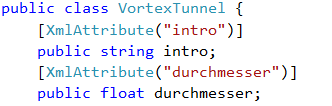 public class VortexTunnel {
[XmlAttribute("intro")]
public string intro;
[XmlAttribute("durchmesser")]
public float durchmesser;